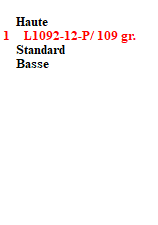 Haute
1 L1092-12-P/ 109 gr.
Standard
Basse